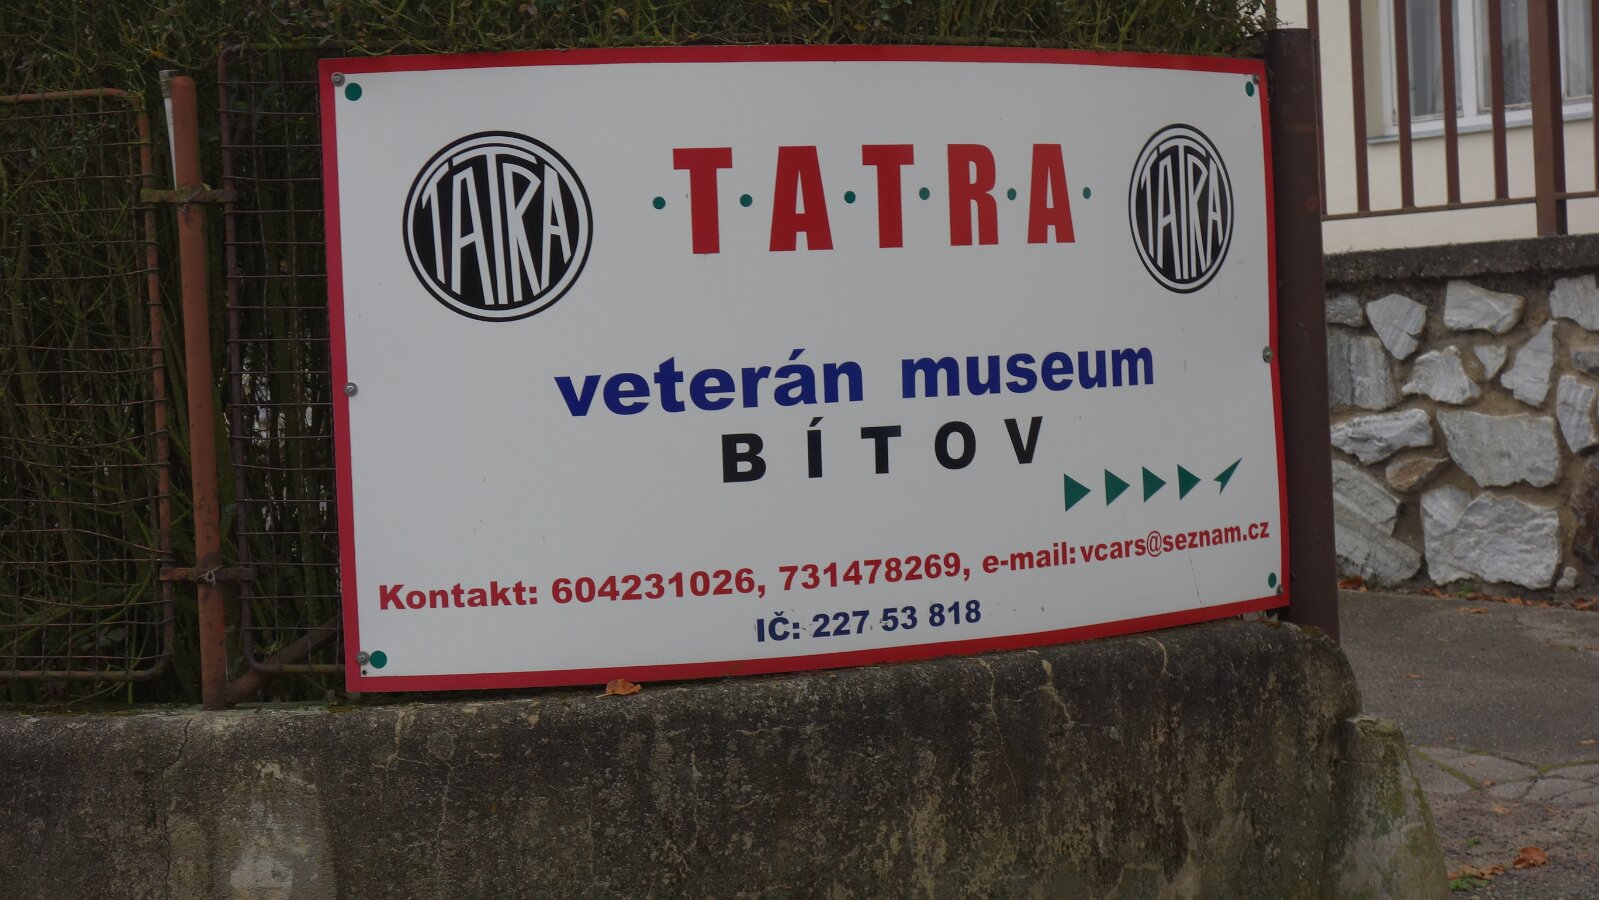 TATRA
·T·A·T·R·A·
TATRA
veterán museum
BÍTOV
Kontakt: 604231026, 731478269, e-mail: vcars@seznam.cz
IČ: 227 53 818